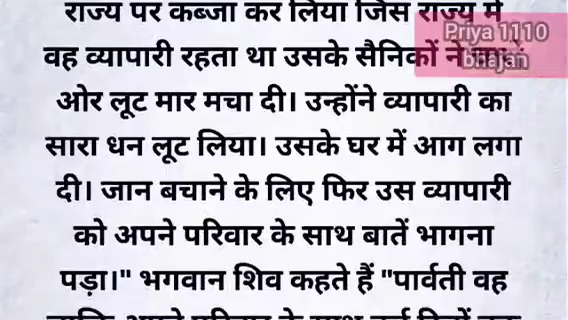 राज्य पर कब्जा कर लिया जिस राज्य में
वह व्यापारी रहता था उसके सैनिकों ने
Priya 1110
bhajan
ओर लूट मार मचा दी। उन्होंने व्यापारी का
सारा धन लूट लिया। उसके घर में आग लगा
दी। जान बचाने के लिए फिर उस व्यापारी
को अपने परिवार के साथ बातें भागना
पड़ा।" भगवान शिव कहते हैं "पार्वती वह